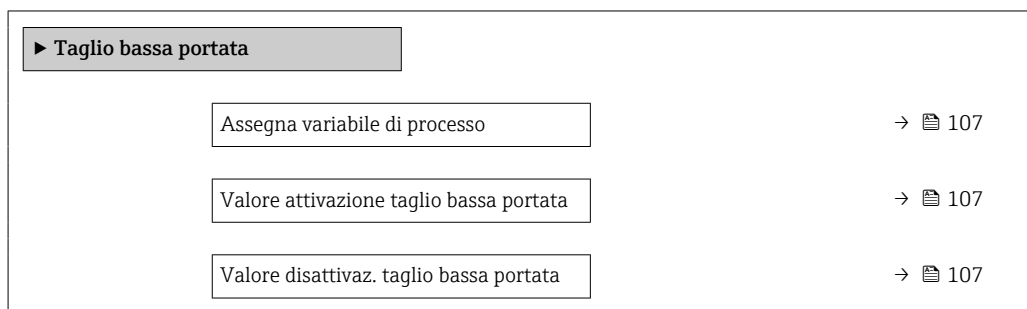 ▶ Taglio bassa portata
Assegna variabile di processo → 107
Valore attivazione taglio bassa portata → 107
Valore disattivaz. taglio bassa portata → 107